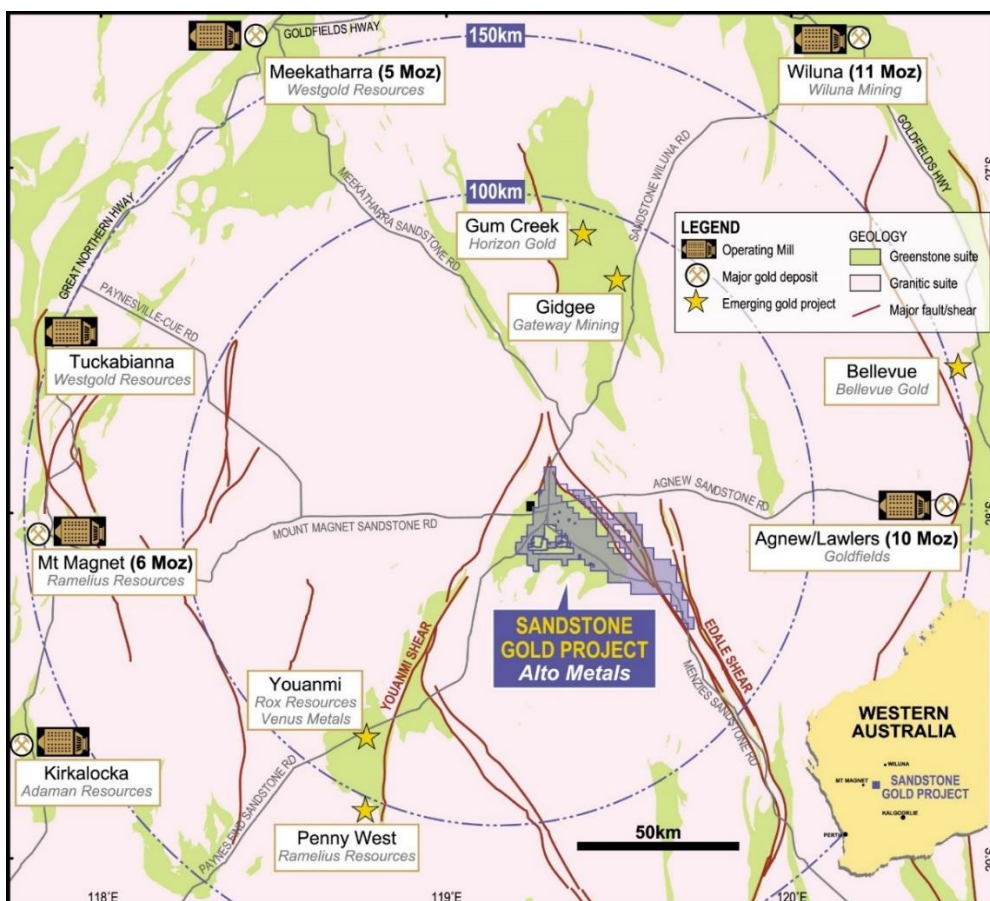 GOLDFIELDS HWY
150km
Meekatharra (5 Moz)
Westgold Resources
Wiluna (11 Moz)
Wiluna Mining
GOLDFIELDS HWY
27°S
MEEKATHARRA SANDSTONE RD
SANDSTONE WILUNA RD
100km
GREAT NORTHERN HWAY
PAYNESVILLE-CUE RD
Gum Creek
Horizon Gold
Gidgee
Gateway Mining
LEGEND
Operating Mill
Major gold deposit
Emerging gold project
GEOLOGY
Greenstone suite
Granitic suite
Major fault/shear
Tuckabianna
Westgold Resources
Bellevue
Bellevue Gold
AGNEW SANDSTONE RD
MOUNT MAGNET SANDSTONE RD
28°S
Mt Magnet (6 Moz)
Ramelius Resources
Agnew/Lawlers (10 Moz)
Goldfields
SANDSTONE
GOLD PROJECT
Alto Metals
YOUANMI SHEAR
EDALE SHEAR
MENZIES SANDSTONE RD
Youanmi
Rox Resources
Venus Metals
Kirkalocka
Adaman Resources
PAYNES FIND SANDSTONE RD
Penny West
Ramelius Resources
50km
WESTERN
AUSTRALIA
WILUNA
MT MAGNET
SANDSTONE
GOLD PROJECT
KALGOORLIE
PERTH
118°E
119°E
120°E